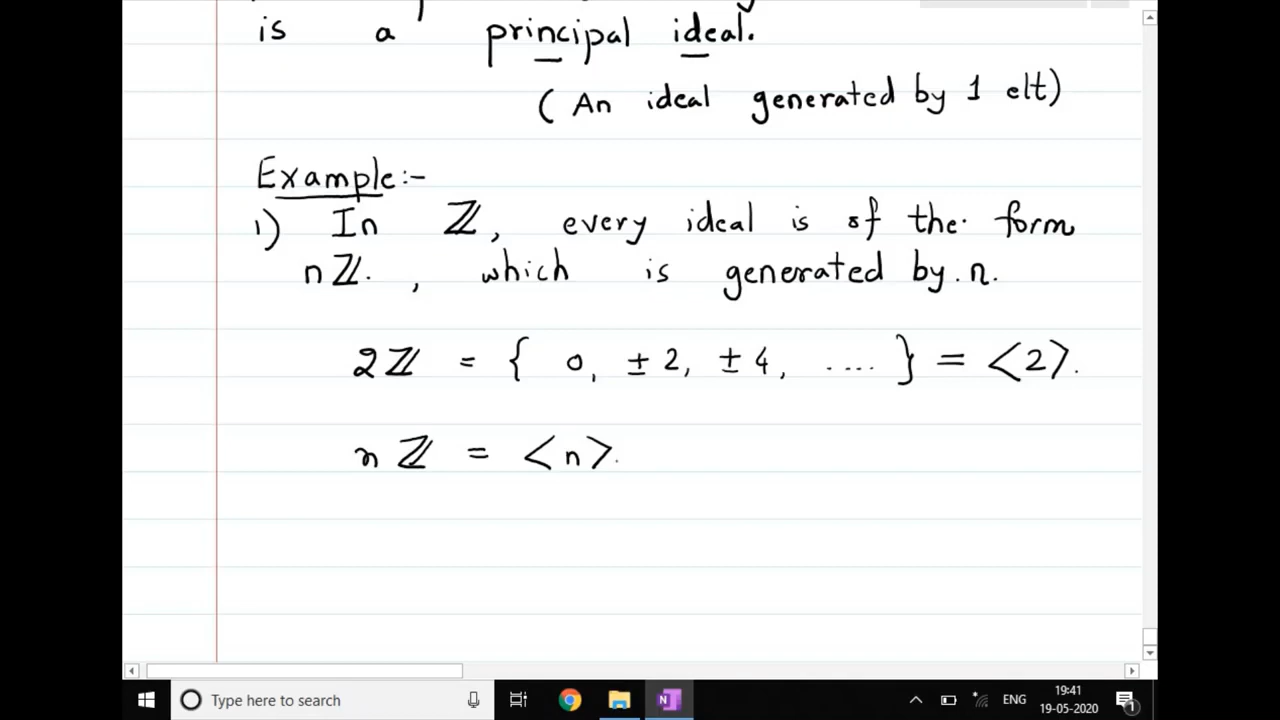 is a principal ideal.
(An ideal generated by 1 elt)
Example:-
1) In ℤ, every ideal is of the form
nℤ. , which is generated by n.
2ℤ = { 0, ± 2, ± 4, .... } = <2>.
nℤ = <n>.
Type here to search
ENG
19:41
19-05-2020
1